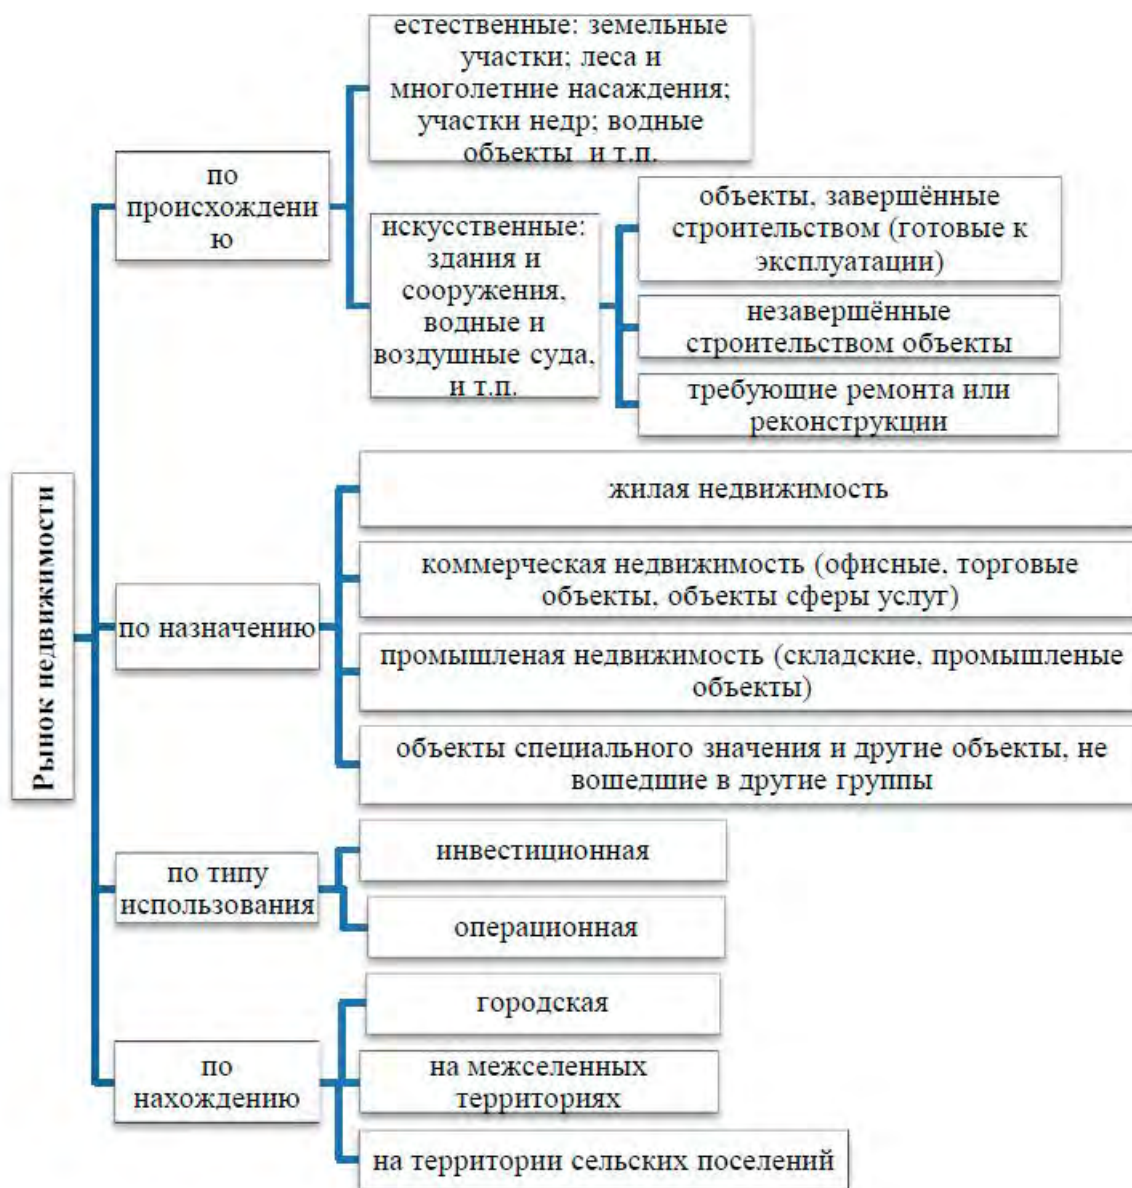 Рынок недвижимости
по
происхождени
ю
естественные: земельные
участки; леса и
многолетние насаждения;
участки недр; водные
объекты и т.п.
искусственные:
здания и
сооружения,
водные и
воздушные суда,
и т.п.
объекты, завершённые
строительством (готовые к
эксплуатации)
незавершённые
строительством объекты
требующие ремонта или
реконструкции
по назначению
жилая недвижимость
коммерческая недвижимость (офисные, торговые
объекты, объекты сферы услуг)
промышленая недвижимость (складские, промышленые
объекты)
объекты специального значения и другие объекты, не
вошедшие в другие группы
по типу
использования
инвестиционная
операционная
по
нахождению
городская
на межселенных
территориях
на территории сельских поселений